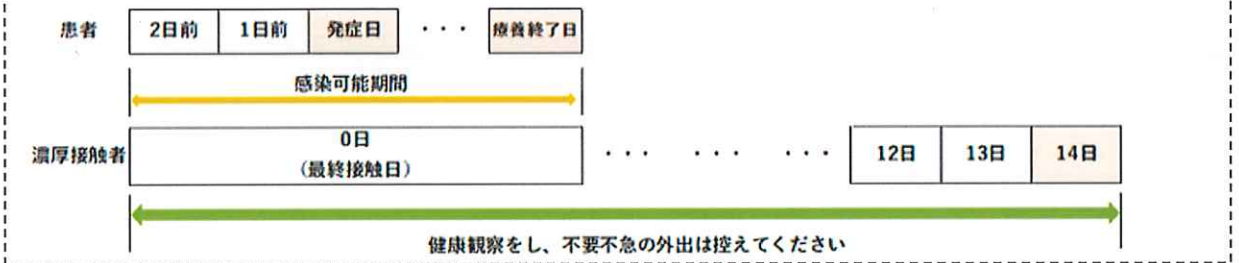 患者 2日前 1日前 発症日 ・・・ 療養終了日
感染可能期間
濃厚接触者 0日 ・・・ ・・・ ・・・ 12日 13日 14日
(最終接触日)
健康観察をし、不要不急の外出は控えてください